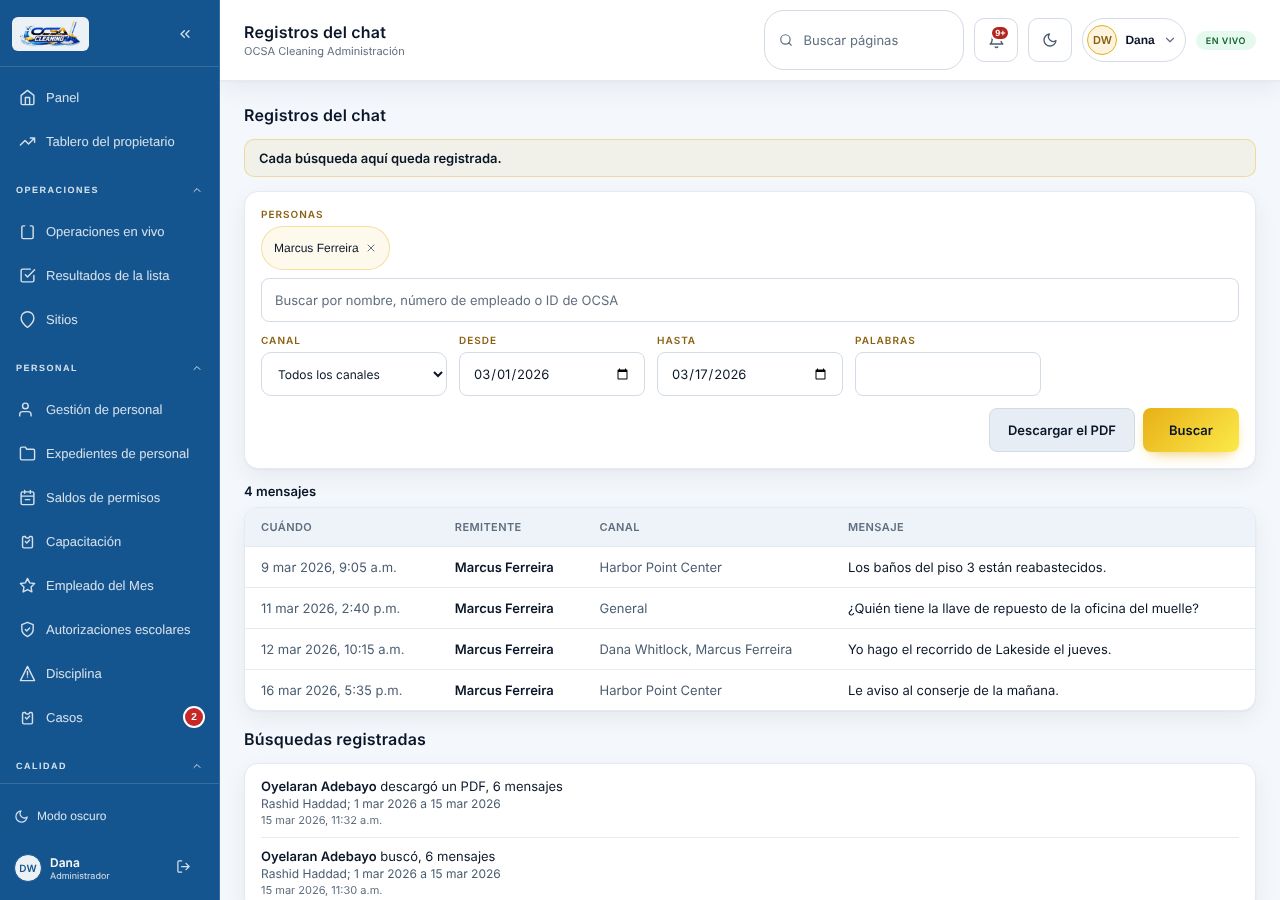 OCSA
CLEANING
Registros del chat
OCSA Cleaning Administración
Buscar páginas
9+
DW
Dana
EN VIVO
Panel
Tablero del propietario
OPERACIONES
Operaciones en vivo
Resultados de la lista
Sitios
PERSONAL
Gestión de personal
Expedientes de personal
Saldos de permisos
Capacitación
Empleado del Mes
Autorizaciones escolares
Disciplina
Casos
2
CALIDAD
Modo oscuro
DW
Dana
Administrador
Registros del chat
Cada búsqueda aquí queda registrada.
PERSONAS
Marcus Ferreira
Buscar por nombre, número de empleado o ID de OCSA
CANAL DESDE HASTA PALABRAS
Todos los canales 03/01/2026 03/17/2026
Descargar el PDF Buscar
4 mensajes
CUÁNDO REMITENTE CANAL MENSAJE
9 mar 2026, 9:05 a.m. Marcus Ferreira Harbor Point Center Los baños del piso 3 están reabastecidos.
11 mar 2026, 2:40 p.m. Marcus Ferreira General ¿Quién tiene la llave de repuesto de la oficina del muelle?
12 mar 2026, 10:15 a.m. Marcus Ferreira Dana Whitlock, Marcus Ferreira Yo hago el recorrido de Lakeside el jueves.
16 mar 2026, 5:35 p.m. Marcus Ferreira Harbor Point Center Le aviso al conserje de la mañana.
Búsquedas registradas
Oyelaran Adebayo descargó un PDF, 6 mensajes
Rashid Haddad; 1 mar 2026 a 15 mar 2026
15 mar 2026, 11:32 a.m.
Oyelaran Adebayo buscó, 6 mensajes
Rashid Haddad; 1 mar 2026 a 15 mar 2026
15 mar 2026, 11:30 a.m.